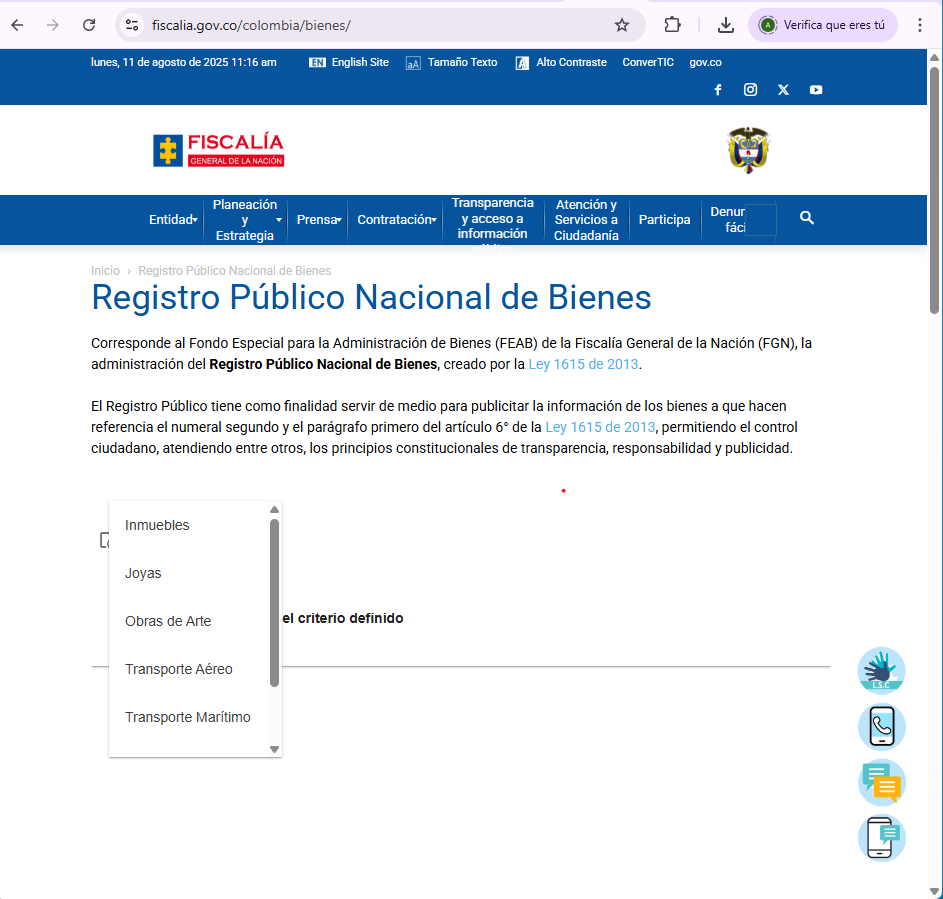 fiscalia.gov.co/colombia/bienes/
A
Verifica que eres tú
lunes, 11 de agosto de 2025 11:16 am
EN English Site
aA Tamaño Texto
A Alto Contraste
ConverTIC
gov.co
FISCALÍA
GENERAL DE LA NACIÓN
Entidad
Planeación
y
Estrategia
Prensa
Contratación
Transparencia
y acceso a
información
Atención y
Servicios a
Ciudadanía
Participa
Denun
fáci
Inicio › Registro Público Nacional de Bienes
Registro Público Nacional de Bienes
Corresponde al Fondo Especial para la Administración de Bienes (FEAB) de la Fiscalía General de la Nación (FGN), la
administración del Registro Público Nacional de Bienes, creado por la Ley 1615 de 2013.
El Registro Público tiene como finalidad servir de medio para publicitar la información de los bienes a que hacen
referencia el numeral segundo y el parágrafo primero del artículo 6° de la Ley 1615 de 2013, permitiendo el control
ciudadano, atendiendo entre otros, los principios constitucionales de transparencia, responsabilidad y publicidad.
Inmuebles
Joyas
Obras de Arte
el criterio definido
Transporte Aéreo
Transporte Marítimo
L.S.C